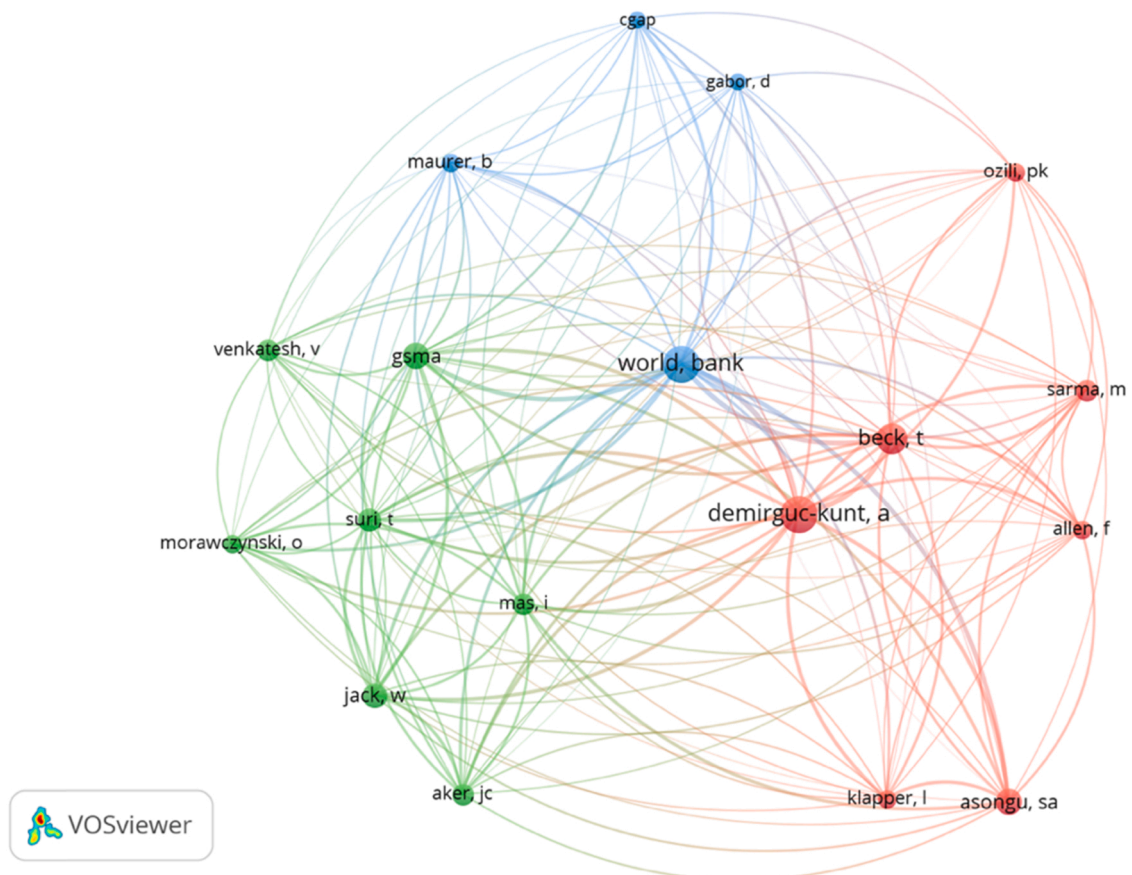 cgap
gabor, d
maurer, b
ozili, pk
venkatesh, v
gsma
world, bank
sarma, m
beck, t
demirguc-kunt, a
suri, t
allen, f
morawczynski, o
mas, i
jack, w
aker, jc
klapper, l
asongu, sa
VOSviewer